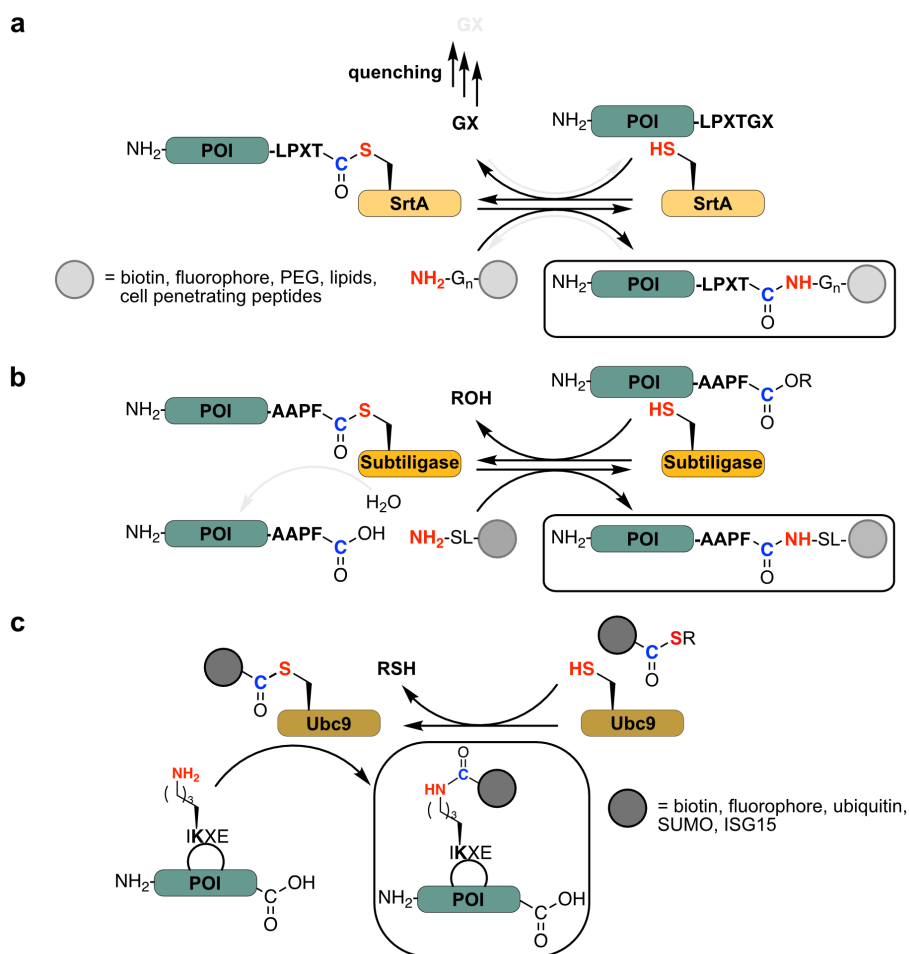 a
GX
quenching
GX
NH2- POI -LPXT C S
O
SrtA
NH2- POI -LPXTGX
HS
SrtA
= biotin, fluorophore, PEG, lipids,
cell penetrating peptides
NH2-Gn-
NH2- POI -LPXT C NH-Gn-
O
b
NH2- POI -AAPF C S
O
Subtiligase
ROH
NH2- POI -AAPF C OR
O
HS
Subtiligase
H2O
NH2- POI -AAPF C OH
O
NH2-SL-
NH2- POI -AAPF C NH-SL-
O
c
C S
O
Ubc9
RSH
C SR
O
HS
Ubc9
NH2
( )3
IKXE
NH2- POI C OH
O
O
C
HN
( )3
IKXE
NH2- POI C OH
O
= biotin, fluorophore, ubiquitin,
SUMO, ISG15